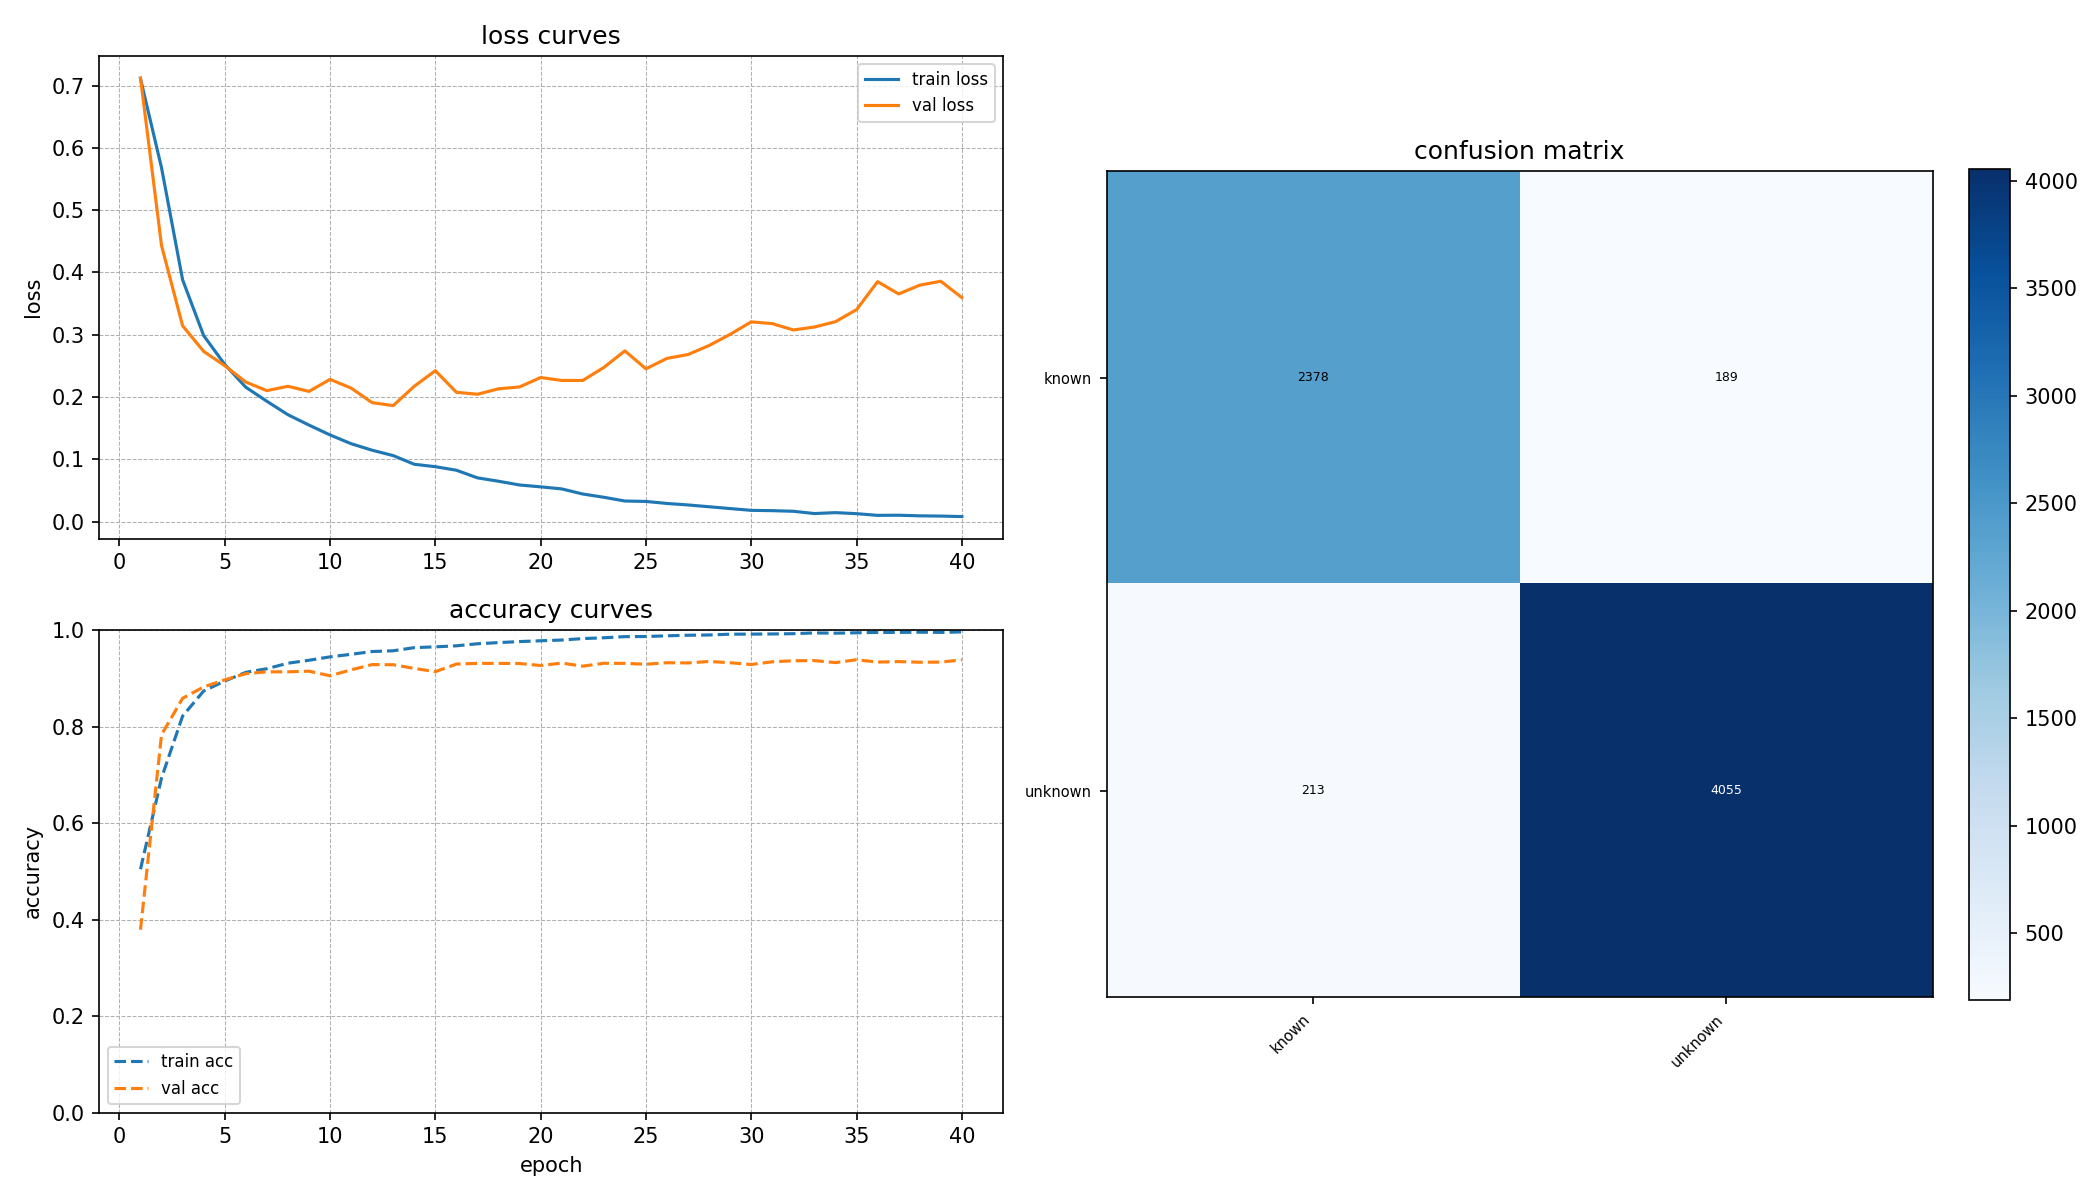 loss curves
train loss
val loss
0.7
0.6
0.5
0.4
0.3
0.2
0.1
0.0
loss
0 5 10 15 20 25 30 35 40
accuracy curves
1.0
0.8
0.6
0.4
0.2
0.0
accuracy
train acc
val acc
0 5 10 15 20 25 30 35 40
epoch
confusion matrix
known
2378 189
unknown
213 4055
known unknown
4000
3500
3000
2500
2000
1500
1000
500